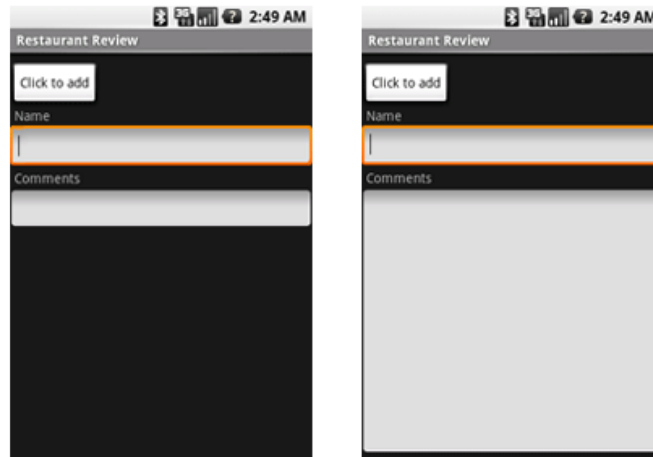 2:49 AM
Restaurant Review
Click to add
Name
Comments
2:49 AM
Restaurant Review
Click to add
Name
Comments